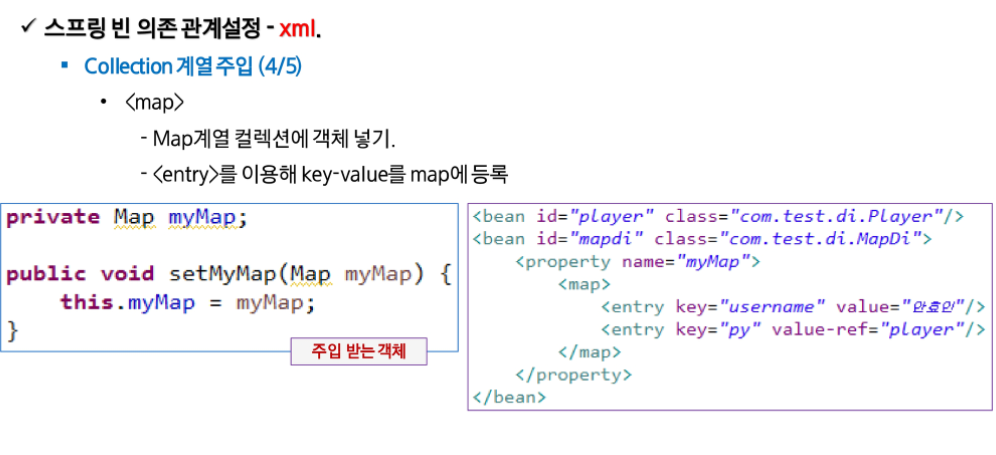 ✓ 스프링 빈 의존 관계설정 - xml.
▪ Collection 계열 주입 (4/5)
• <map>
- Map계열 컬렉션에 객체 넣기.
- <entry>를 이용해 key-value를 map에 등록
private Map myMap;
public void setMyMap(Map myMap) {
this.myMap = myMap;
}
주입 받는 객체
<bean id="player" class="com.test.di.Player"/>
<bean id="mapdi" class="com.test.di.MapDi">
<property name="myMap">
<map>
<entry key="username" value="안효인"/>
<entry key="py" value-ref="player"/>
</map>
</property>
</bean>